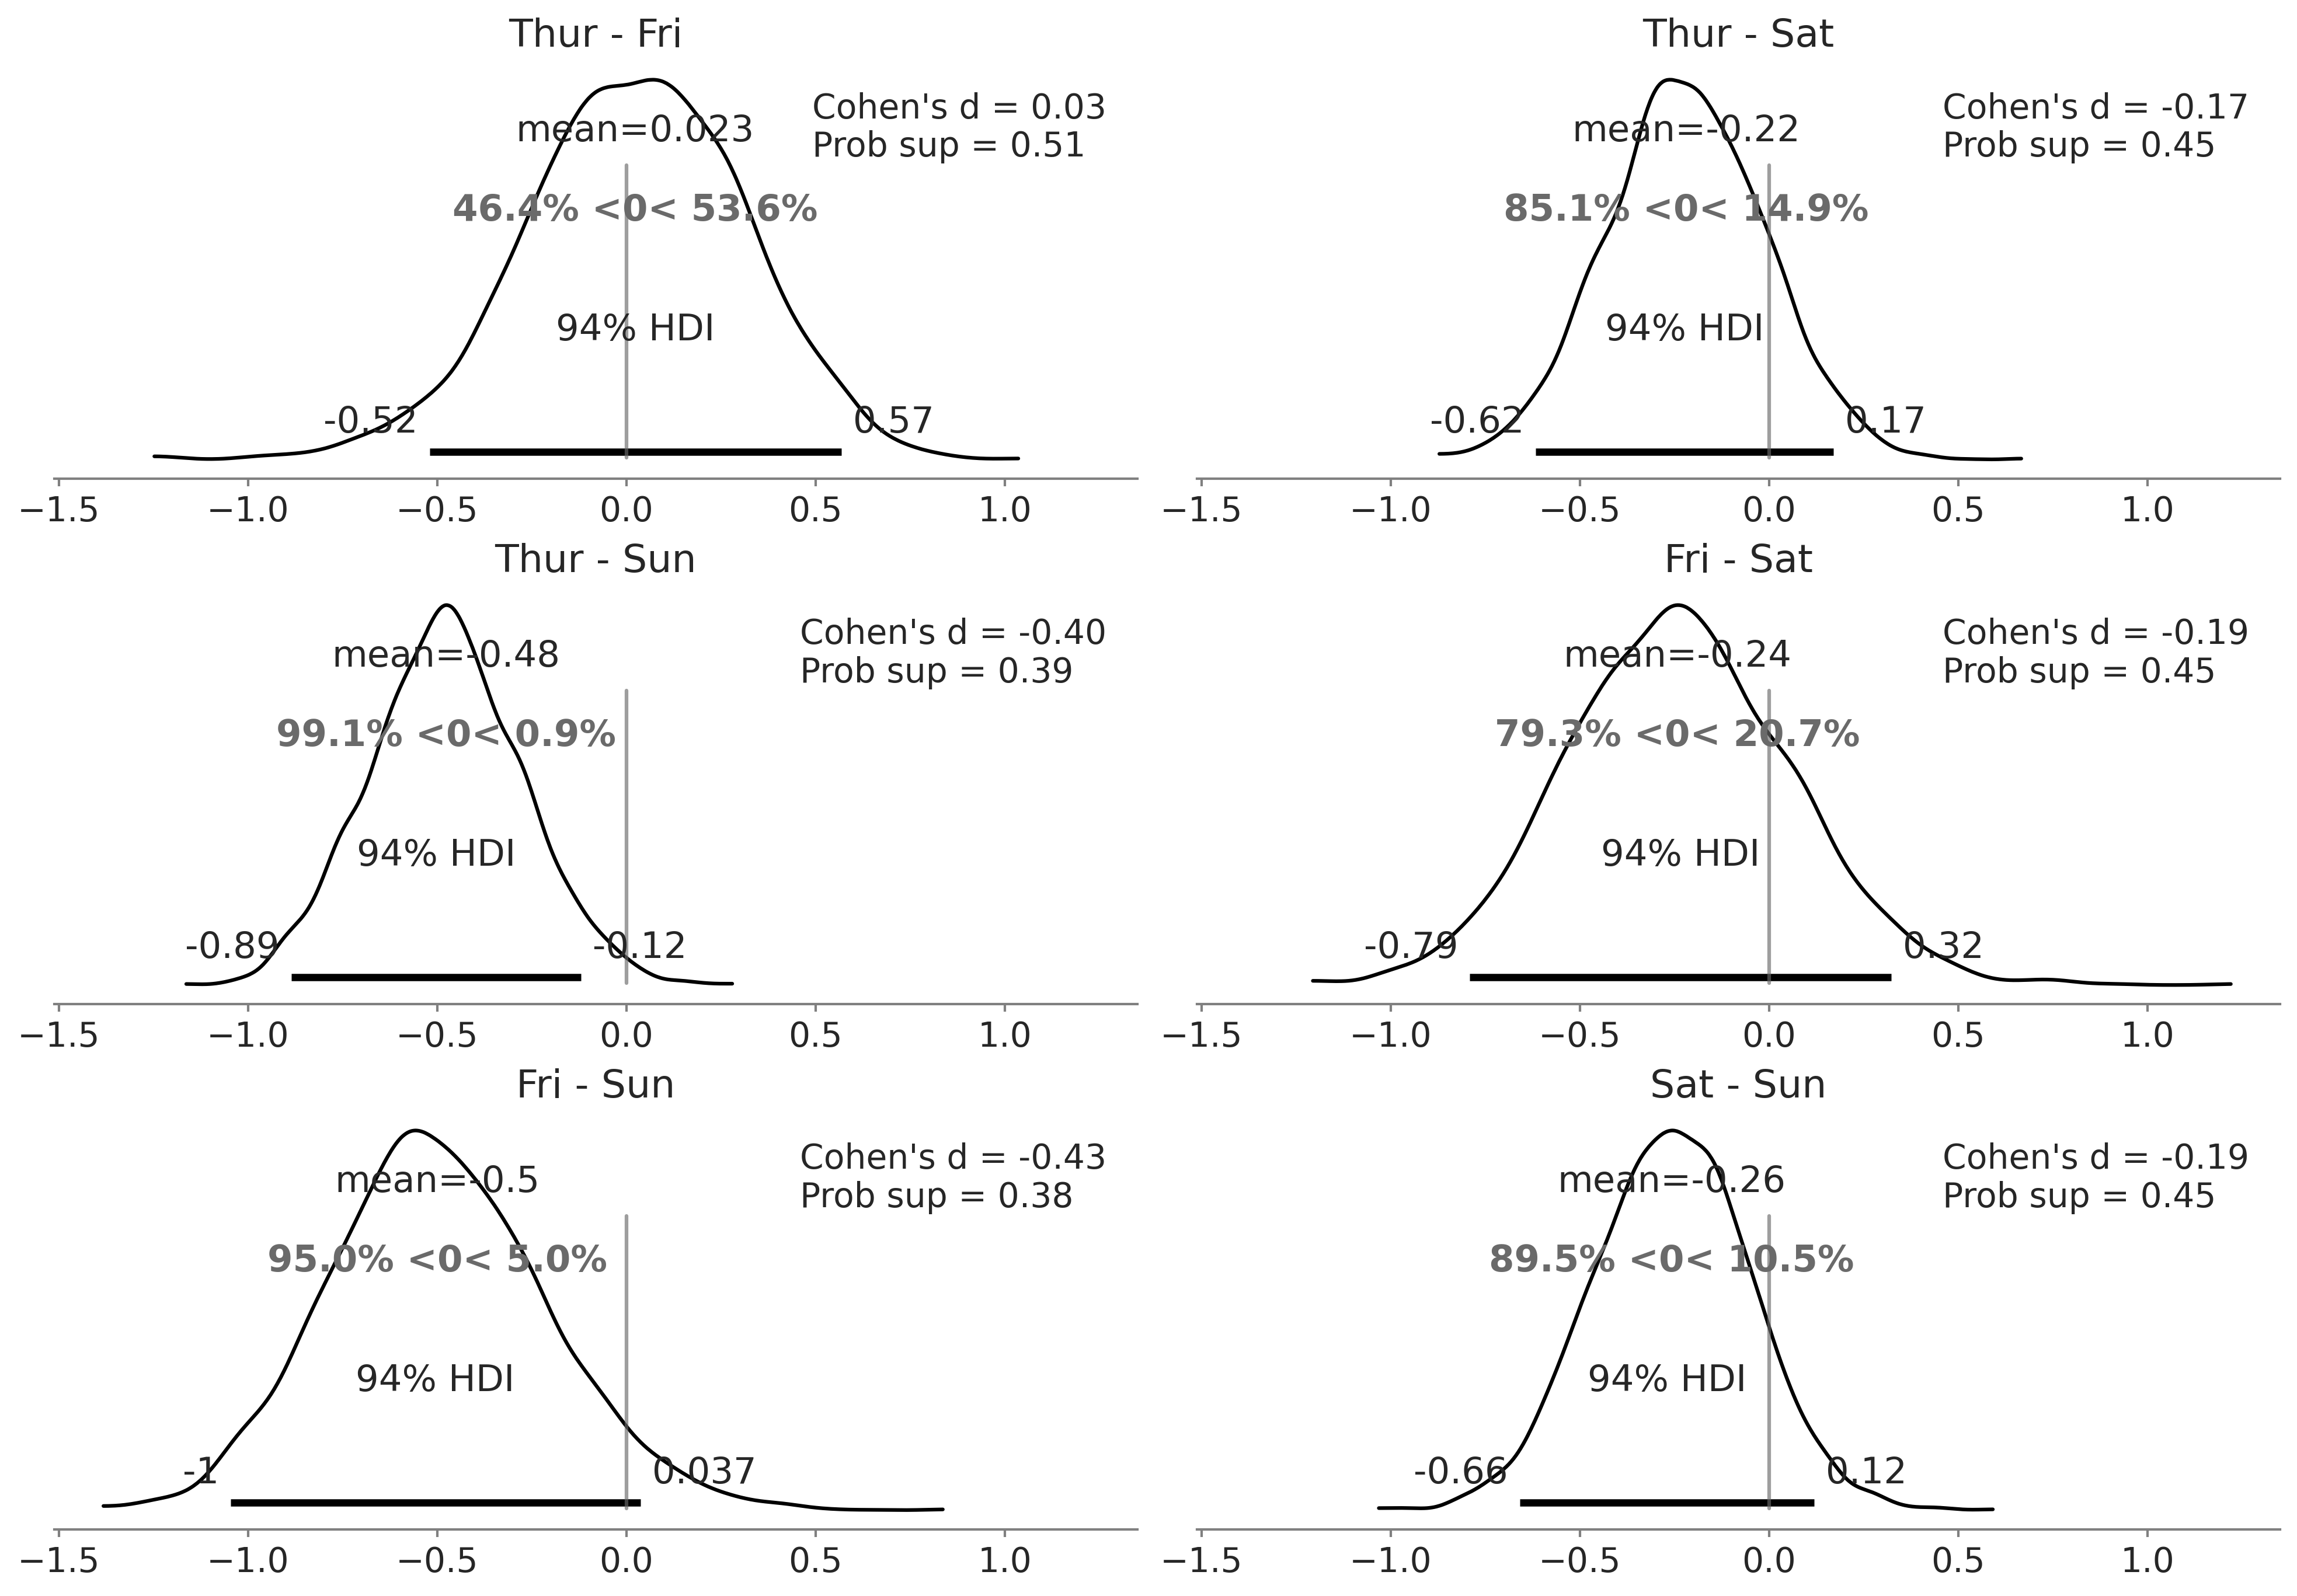 Thur - Fri
Cohen's d = 0.03
Prob sup = 0.51
mean=0.023
46.4% <0< 53.6%
94% HDI
-0.52
0.57
−1.5 −1.0 −0.5 0.0 0.5 1.0
Thur - Sat
Cohen's d = -0.17
Prob sup = 0.45
mean=-0.22
85.1% <0< 14.9%
94% HDI
-0.62
0.17
−1.5 −1.0 −0.5 0.0 0.5 1.0
Thur - Sun
Cohen's d = -0.40
Prob sup = 0.39
mean=-0.48
99.1% <0< 0.9%
94% HDI
-0.89
-0.12
−1.5 −1.0 −0.5 0.0 0.5 1.0
Fri - Sat
Cohen's d = -0.19
Prob sup = 0.45
mean=-0.24
79.3% <0< 20.7%
94% HDI
-0.79
0.32
−1.5 −1.0 −0.5 0.0 0.5 1.0
Fri - Sun
Cohen's d = -0.43
Prob sup = 0.38
mean=-0.5
95.0% <0< 5.0%
94% HDI
-1
0.037
−1.5 −1.0 −0.5 0.0 0.5 1.0
Sat - Sun
Cohen's d = -0.19
Prob sup = 0.45
mean=-0.26
89.5% <0< 10.5%
94% HDI
-0.66
0.12
−1.5 −1.0 −0.5 0.0 0.5 1.0